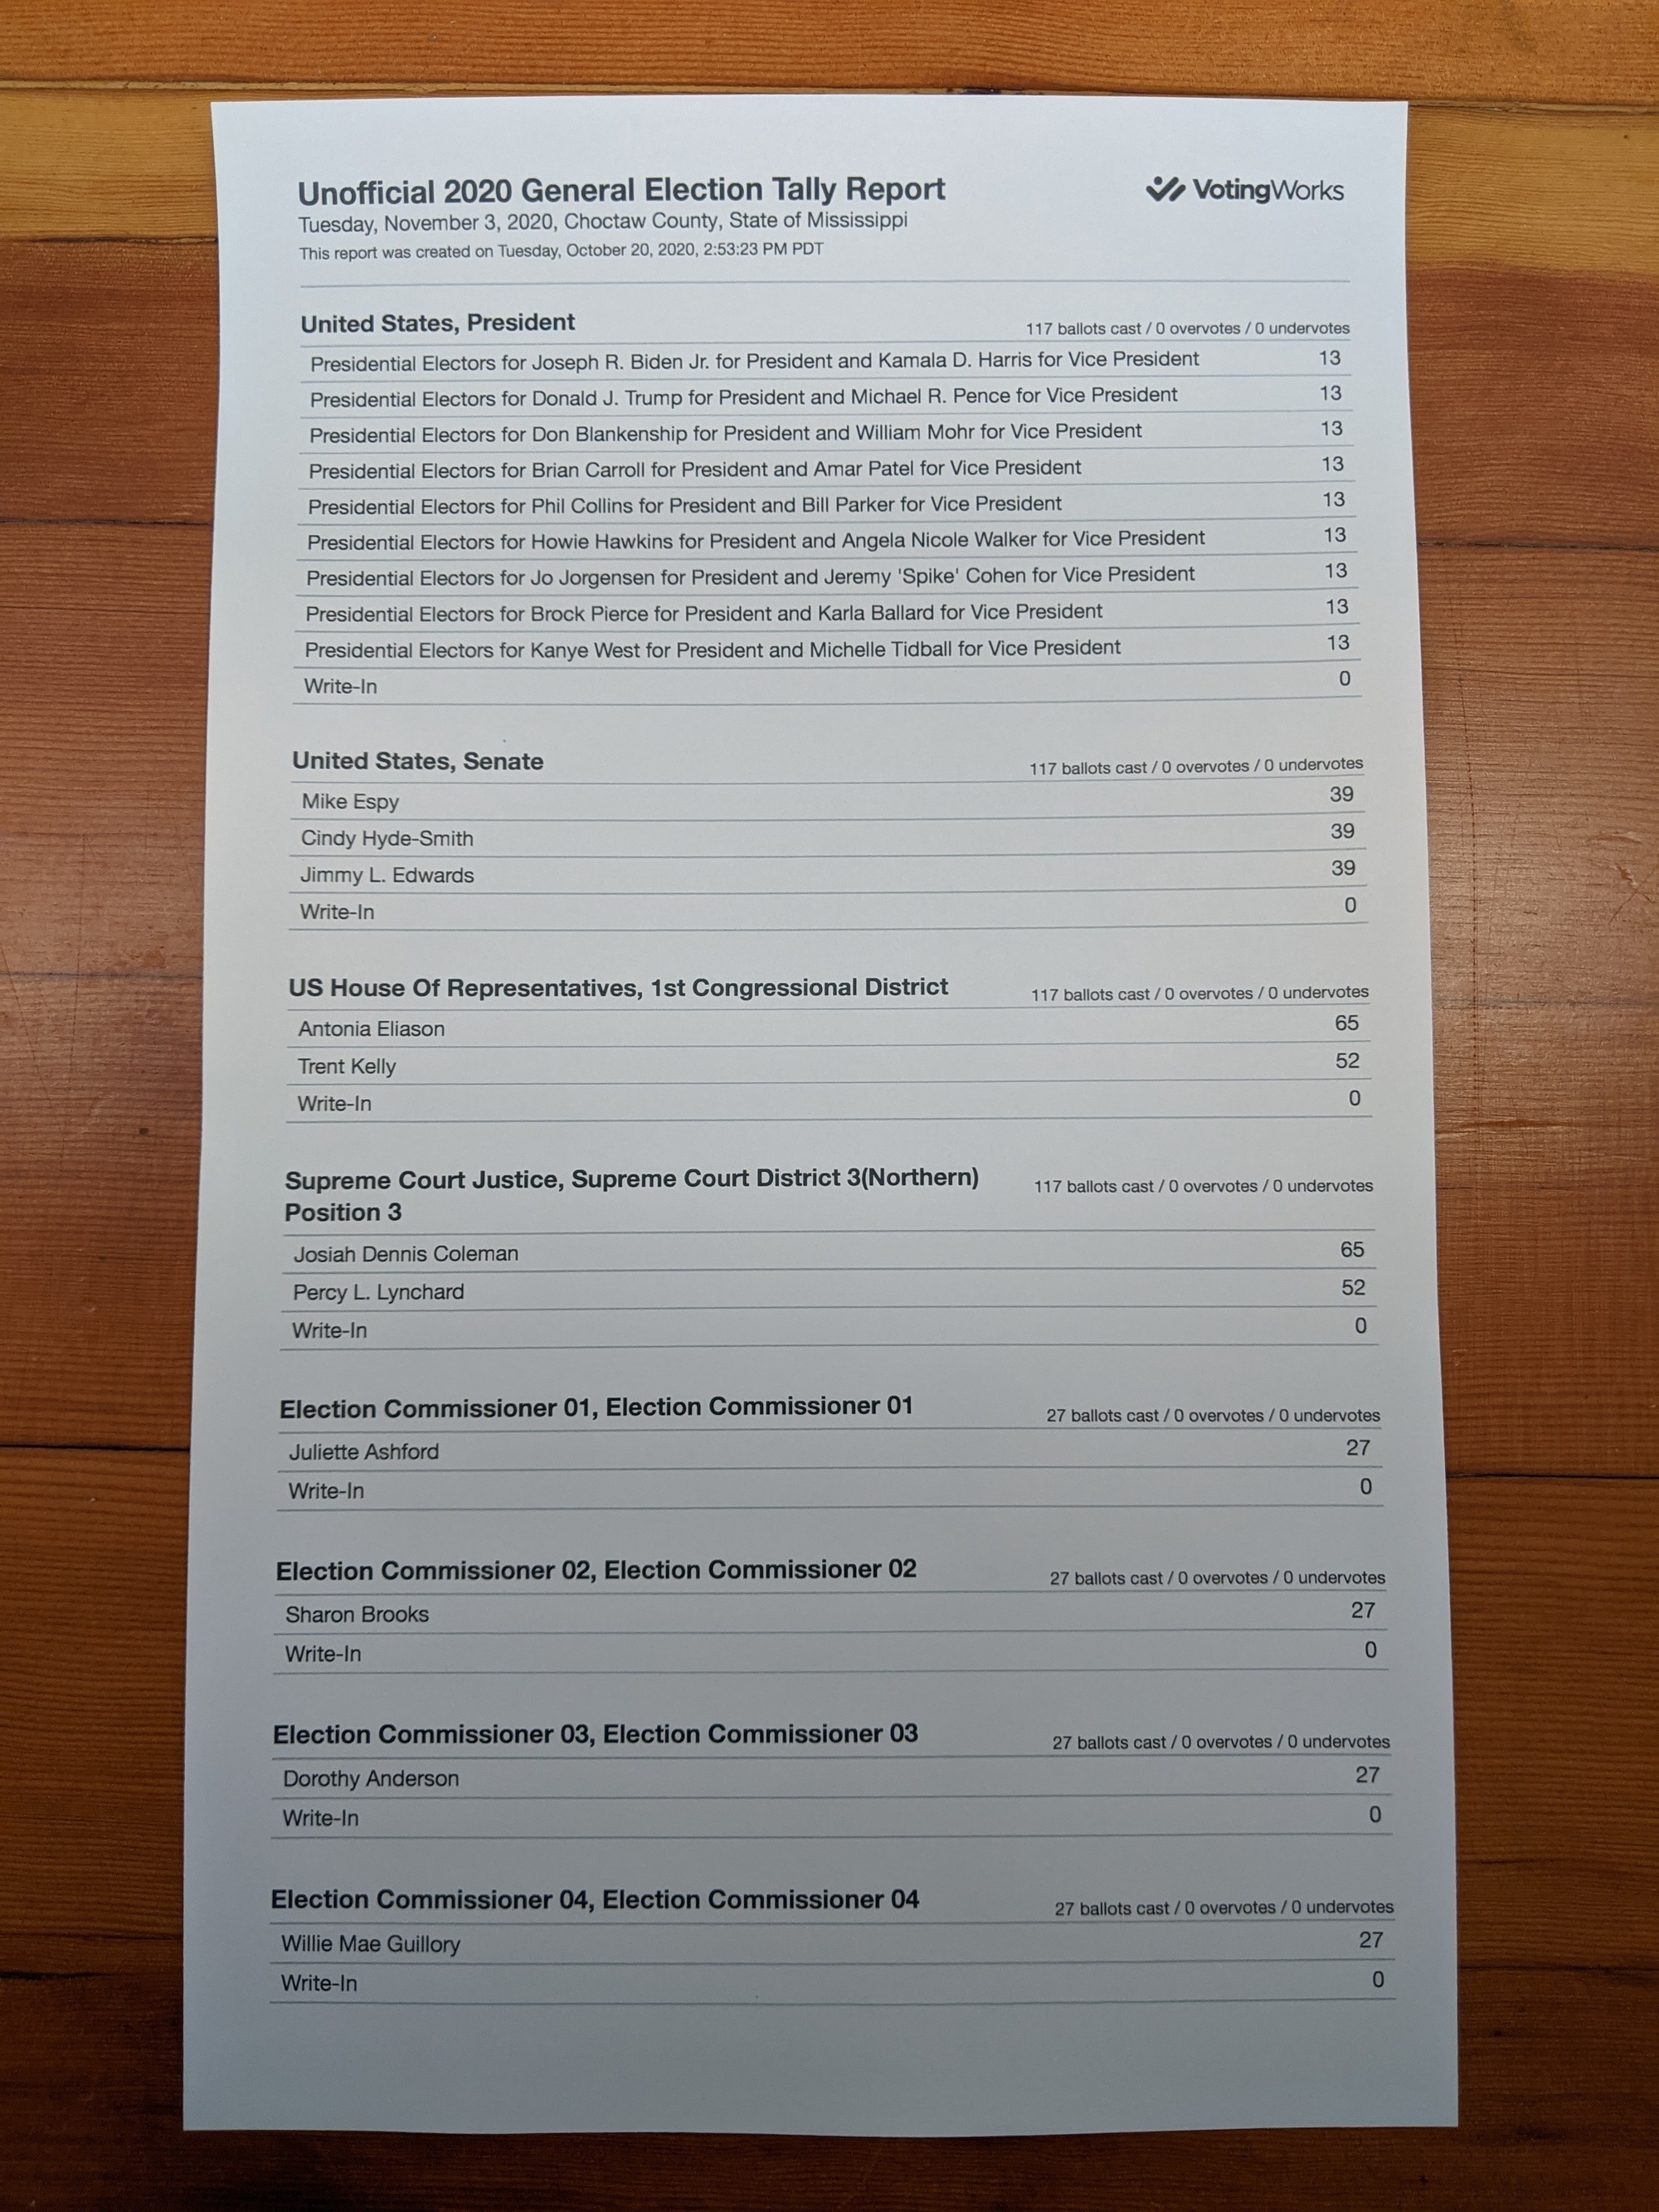 Unofficial 2020 General Election Tally Report
VotingWorks
Tuesday, November 3, 2020, Choctaw County, State of Mississippi
This report was created on Tuesday, October 20, 2020, 2:53:23 PM PDT
United States, President 117 ballots cast / 0 overvotes / 0 undervotes
Presidential Electors for Joseph R. Biden Jr. for President and Kamala D. Harris for Vice President 13
Presidential Electors for Donald J. Trump for President and Michael R. Pence for Vice President 13
Presidential Electors for Don Blankenship for President and William Mohr for Vice President 13
Presidential Electors for Brian Carroll for President and Amar Patel for Vice President 13
Presidential Electors for Phil Collins for President and Bill Parker for Vice President 13
Presidential Electors for Howie Hawkins for President and Angela Nicole Walker for Vice President 13
Presidential Electors for Jo Jorgensen for President and Jeremy 'Spike' Cohen for Vice President 13
Presidential Electors for Brock Pierce for President and Karla Ballard for Vice President 13
Presidential Electors for Kanye West for President and Michelle Tidball for Vice President 13
Write-In 0
United States, Senate 117 ballots cast / 0 overvotes / 0 undervotes
Mike Espy 39
Cindy Hyde-Smith 39
Jimmy L. Edwards 39
Write-In 0
US House Of Representatives, 1st Congressional District 117 ballots cast / 0 overvotes / 0 undervotes
Antonia Eliason 65
Trent Kelly 52
Write-In 0
Supreme Court Justice, Supreme Court District 3(Northern) 117 ballots cast / 0 overvotes / 0 undervotes
Position 3
Josiah Dennis Coleman 65
Percy L. Lynchard 52
Write-In 0
Election Commissioner 01, Election Commissioner 01 27 ballots cast / 0 overvotes / 0 undervotes
Juliette Ashford 27
Write-In 0
Election Commissioner 02, Election Commissioner 02 27 ballots cast / 0 overvotes / 0 undervotes
Sharon Brooks 27
Write-In 0
Election Commissioner 03, Election Commissioner 03 27 ballots cast / 0 overvotes / 0 undervotes
Dorothy Anderson 27
Write-In 0
Election Commissioner 04, Election Commissioner 04 27 ballots cast / 0 overvotes / 0 undervotes
Willie Mae Guillory 27
Write-In 0